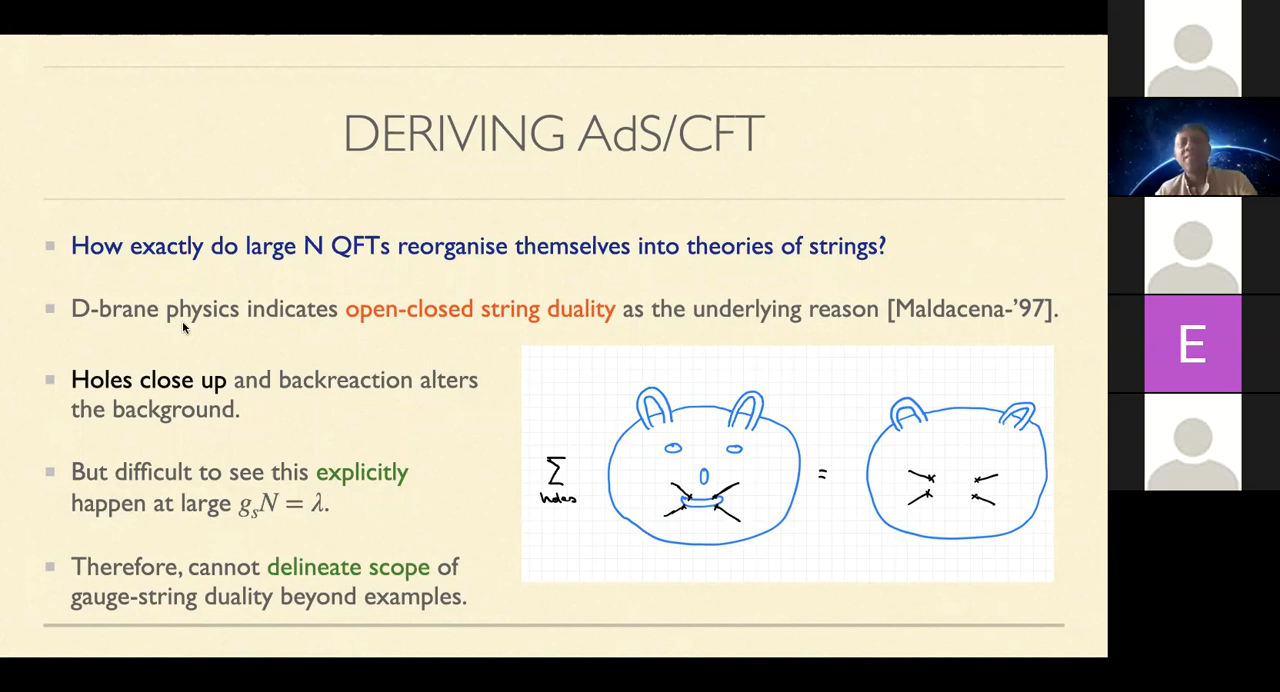 DERIVING AdS/CFT
How exactly do large N QFTs reorganise themselves into theories of strings?
D-brane physics indicates open-closed string duality as the underlying reason [Maldacena-’97].
Holes close up and backreaction alters
the background.
But difficult to see this explicitly
happen at large $g_sN = λ$.
Therefore, cannot delineate scope of
gauge-string duality beyond examples.
Σ
holes
=
E